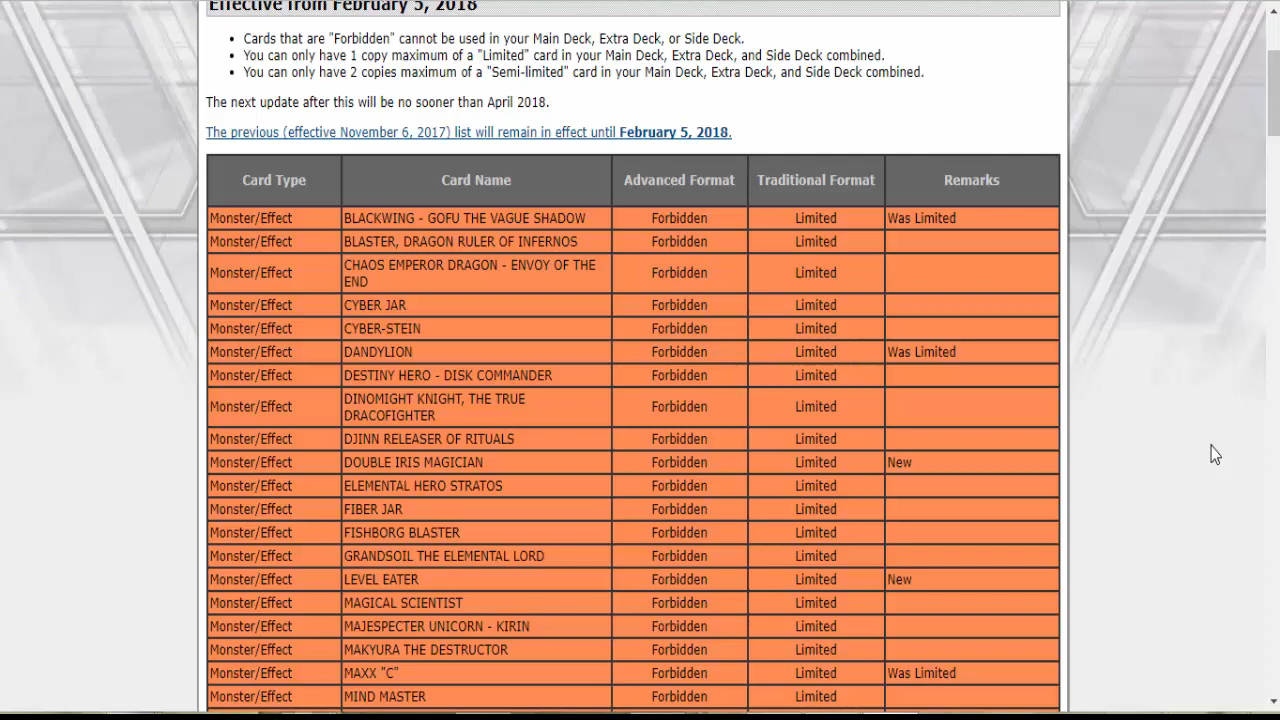 Effective from February 5, 2018
Cards that are "Forbidden" cannot be used in your Main Deck, Extra Deck, or Side Deck.
You can only have 1 copy maximum of a "Limited" card in your Main Deck, Extra Deck, and Side Deck combined.
You can only have 2 copies maximum of a "Semi-limited" card in your Main Deck, Extra Deck, and Side Deck combined.
The next update after this will be no sooner than April 2018.
The previous (effective November 6, 2017) list will remain in effect until February 5, 2018.
Card Type Card Name Advanced Format Traditional Format Remarks
Monster/Effect BLACKWING - GOFU THE VAGUE SHADOW Forbidden Limited Was Limited
Monster/Effect BLASTER, DRAGON RULER OF INFERNOS Forbidden Limited
Monster/Effect CHAOS EMPEROR DRAGON - ENVOY OF THE
END Forbidden Limited
Monster/Effect CYBER JAR Forbidden Limited
Monster/Effect CYBER-STEIN Forbidden Limited
Monster/Effect DANDYLION Forbidden Limited Was Limited
Monster/Effect DESTINY HERO - DISK COMMANDER Forbidden Limited
Monster/Effect DINOMIGHT KNIGHT, THE TRUE
DRACOFIGHTER Forbidden Limited
Monster/Effect DJINN RELEASER OF RITUALS Forbidden Limited
Monster/Effect DOUBLE IRIS MAGICIAN Forbidden Limited New
Monster/Effect ELEMENTAL HERO STRATOS Forbidden Limited
Monster/Effect FIBER JAR Forbidden Limited
Monster/Effect FISHBORG BLASTER Forbidden Limited
Monster/Effect GRANDSOIL THE ELEMENTAL LORD Forbidden Limited
Monster/Effect LEVEL EATER Forbidden Limited New
Monster/Effect MAGICAL SCIENTIST Forbidden Limited
Monster/Effect MAJESPECTER UNICORN - KIRIN Forbidden Limited
Monster/Effect MAKYURA THE DESTRUCTOR Forbidden Limited
Monster/Effect MAXX "C" Forbidden Limited Was Limited
Monster/Effect MIND MASTER Forbidden Limited